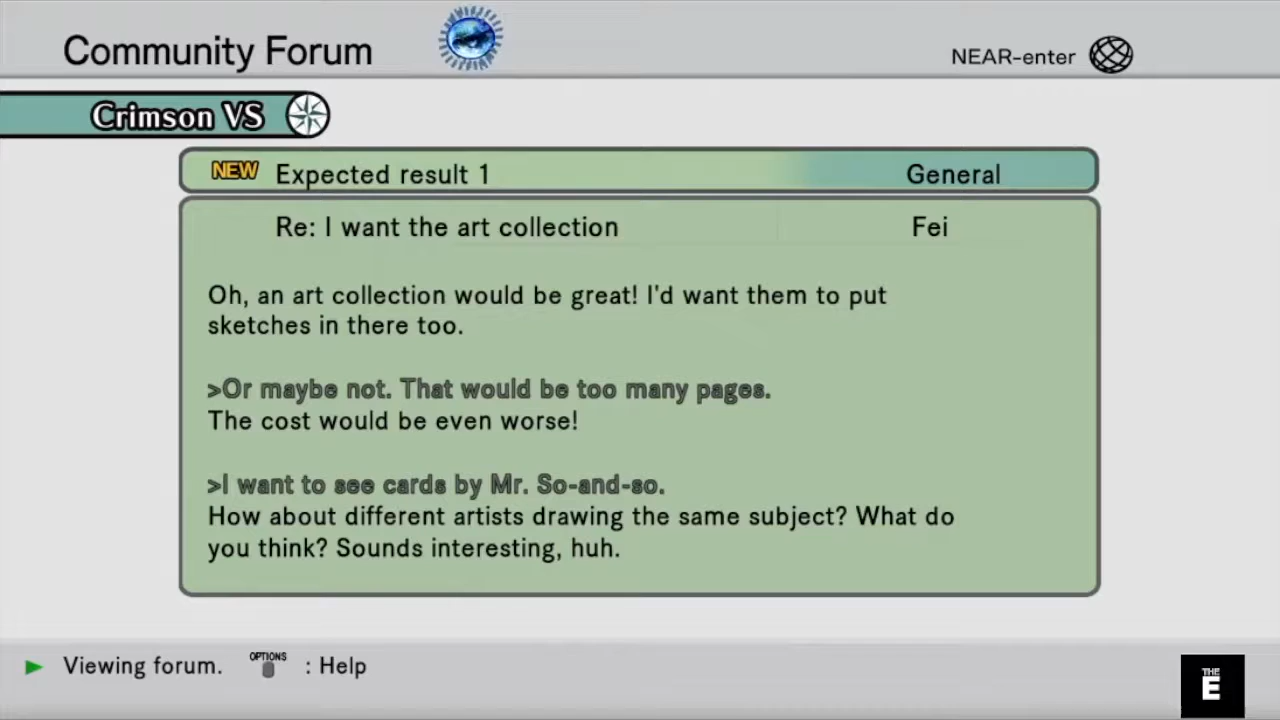 Community Forum
NEAR-enter
Crimson VS
NEW Expected result 1 General
Re: I want the art collection Fei
Oh, an art collection would be great! I'd want them to put
sketches in there too.
>Or maybe not. That would be too many pages.
The cost would be even worse!
>I want to see cards by Mr. So-and-so.
How about different artists drawing the same subject? What do
you think? Sounds interesting, huh.
Viewing forum. OPTIONS : Help
THE
E